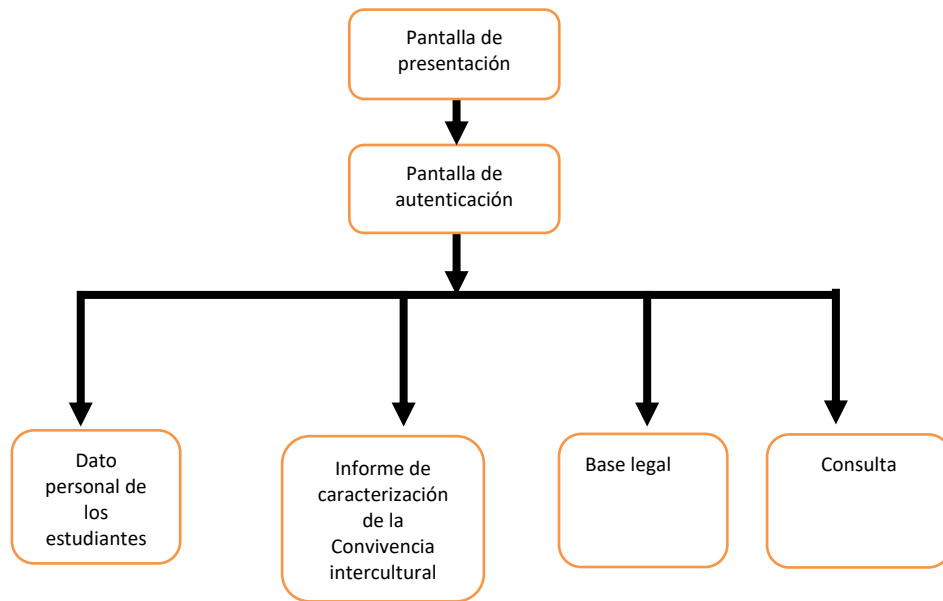 Pantalla de
presentación
Pantalla de
autenticación
Dato
personal de
los
estudiantes
Informe de
caracterización
de la
Convivencia
intercultural
Base legal
Consulta